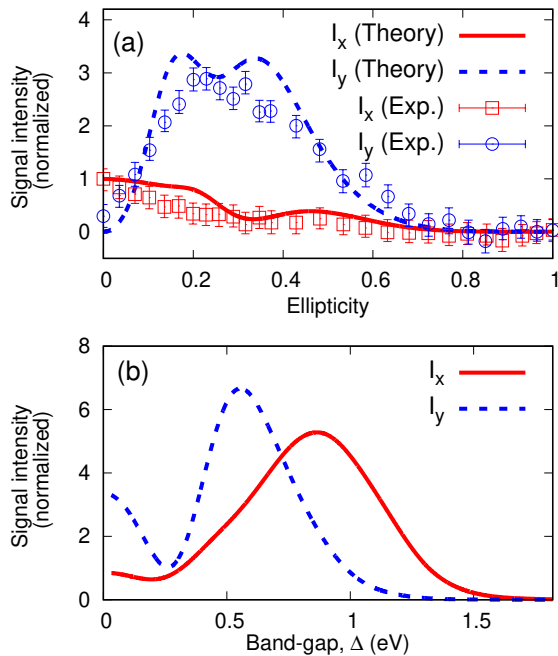 (a)
I_x (Theory)
I_y (Theory)
I_x (Exp.)
I_y (Exp.)
Signal intensity
(normalized)
4
3
2
1
0
0 0.2 0.4 0.6 0.8 1
Ellipticity
(b)
I_x
I_y
Signal intensity
(normalized)
8
6
4
2
0
0 0.5 1 1.5
Band-gap, Δ (eV)